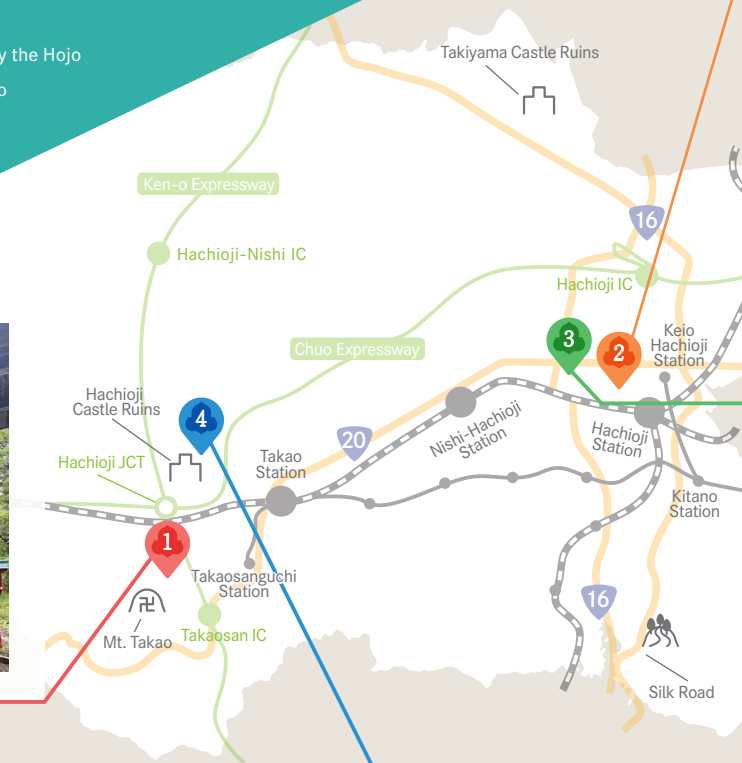 y the Hojo
o
Takiyama Castle Ruins
Ken-o Expressway
16
Hachioji-Nishi IC
Hachioji IC
Keio
Hachioji
Station
3
2
Chuo Expressway
Hachioji
Castle Ruins
4
20
Nishi-Hachioji
Station
Hachioji
Station
Hachioji JCT
Takao
Station
Kitano
Station
1
Takaosanguchi
Station
卍
Mt. Takao
Takaosan IC
16
Silk Road